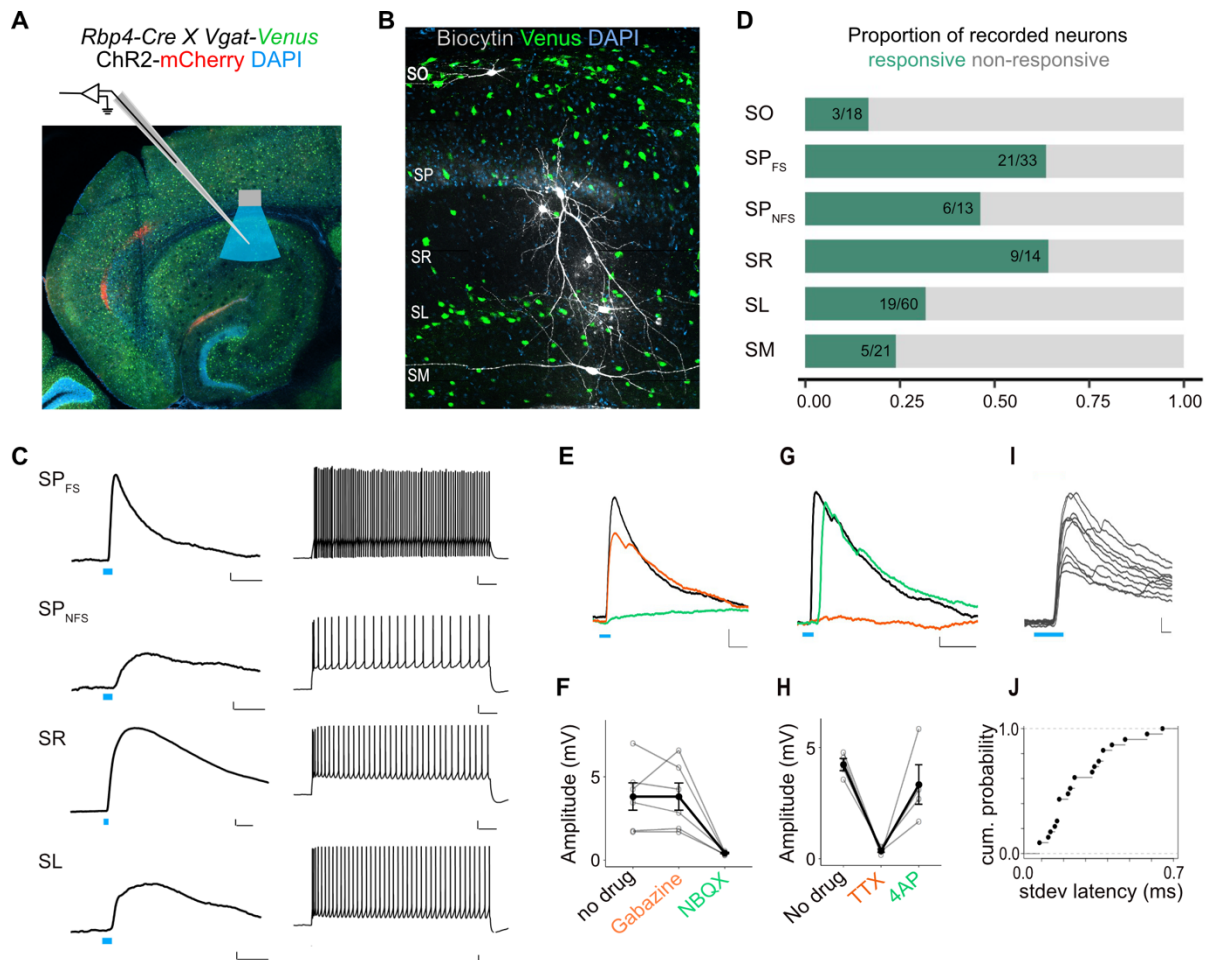 A
Rbp4-Cre X Vgat-Venus
ChR2-mCherry DAPI
B
Biocytin Venus DAPI
SO
SP
SR
SL
SM
D
Proportion of recorded neurons
responsive non-responsive
SO
3/18
SPFS
21/33
SPNFS
6/13
SR
9/14
SL
19/60
SM
5/21
0.00
0.25
0.50
0.75
1.00
C
SPFS
SPNFS
SR
SL
E
G
I
F
Amplitude (mV)
5
0
no drug
Gabazine
NBQX
H
Amplitude (mV)
5
0
No drug
TTX
4AP
J
cum. probability
1.0
0.0
0.0
0.7
stdev latency (ms)